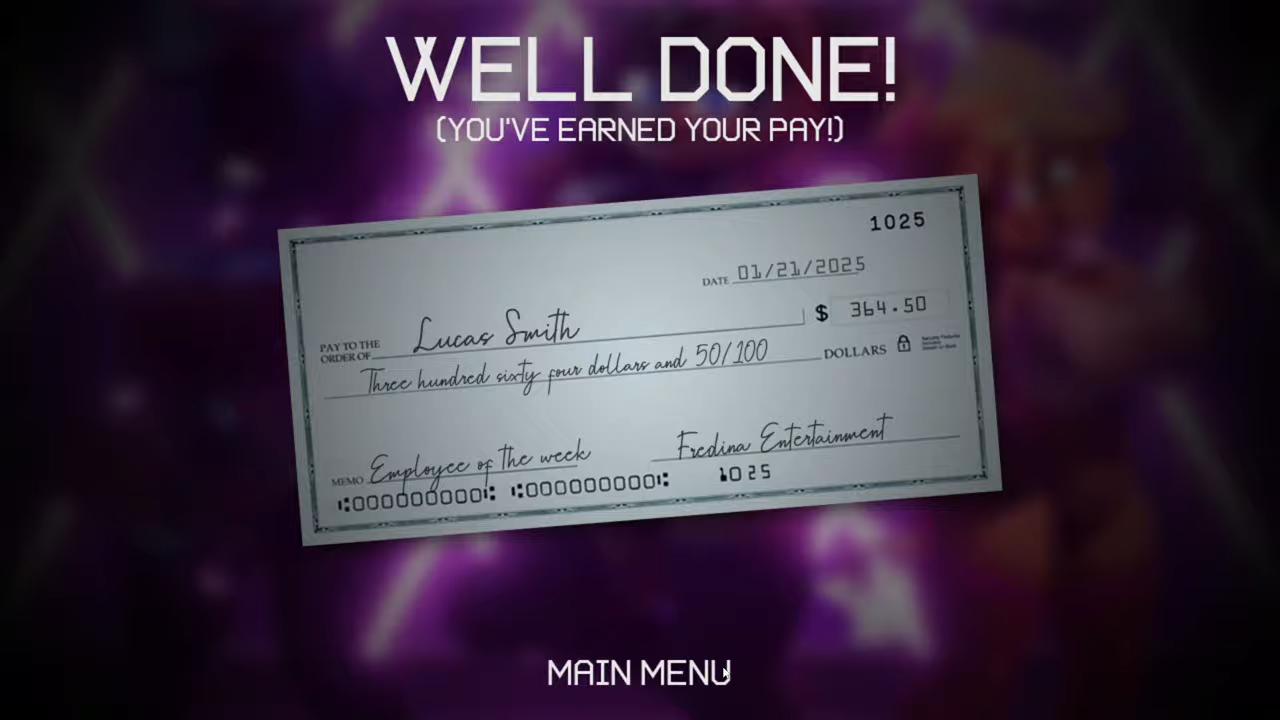 WELL DONE!
(YOU'VE EARNED YOUR PAY!)
1025
DATE 01/21/2025
PAY TO THE
ORDER OF Lucas Smith
$ 364.50
Three hundred sixty four dollars and 50/100 DOLLARS
MEMO Employee of the week
Fredina Entertainment
⑆000000000⑆ ⑆000000000⑆ 1025
MAIN MENU